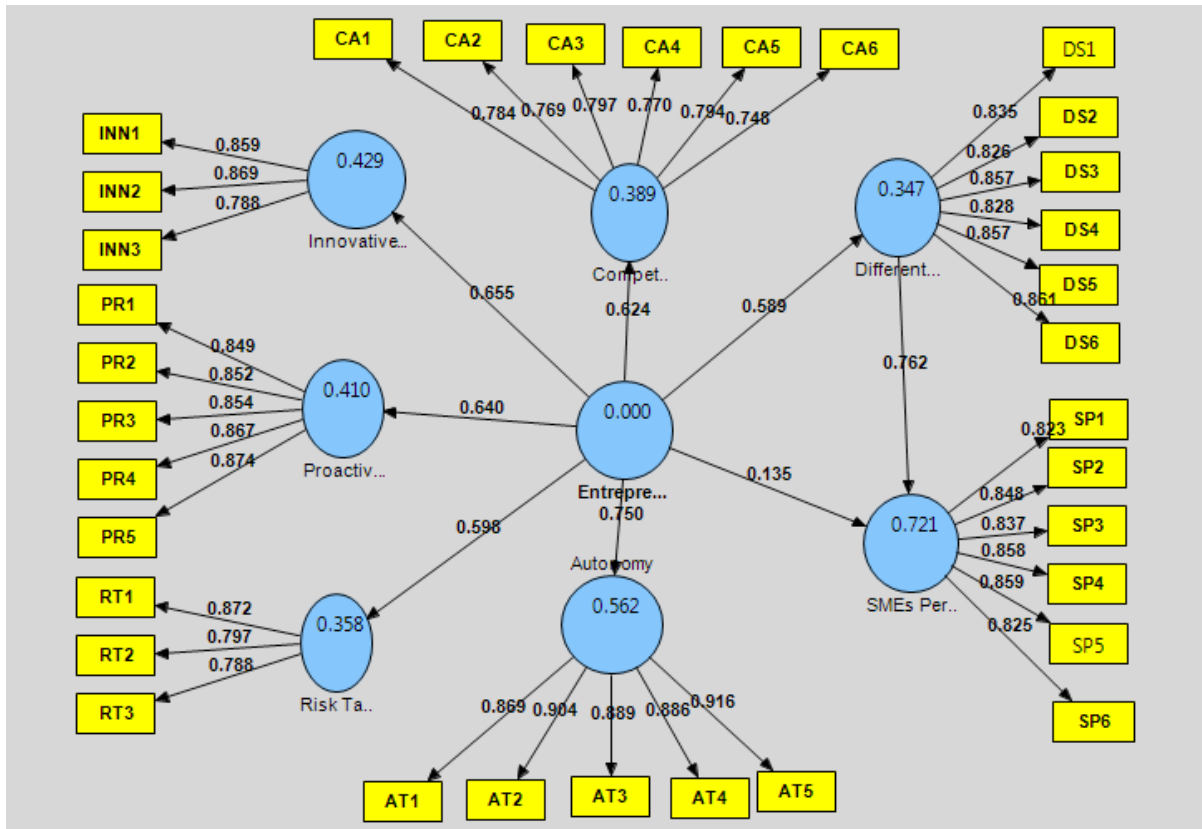 CA1
CA2
CA3
CA4
CA5
CA6
0.784
0.769
0.797
0.770
0.794
0.748
0.389
Compet..
INN1
INN2
INN3
0.859
0.869
0.788
0.429
Innovative...
DS1
DS2
DS3
DS4
DS5
DS6
0.835
0.826
0.857
0.828
0.857
0.861
0.347
Different...
0.655
0.624
0.589
0.762
PR1
PR2
PR3
PR4
PR5
0.849
0.852
0.854
0.867
0.874
0.410
Proactiv...
0.640
0.000
Entrepre...
0.135
0.598
0.750
SP1
SP2
SP3
SP4
SP5
SP6
0.823
0.848
0.837
0.858
0.859
0.825
0.721
SMEs Per..
RT1
RT2
RT3
0.872
0.797
0.788
0.358
Risk Ta..
Autonomy
0.562
0.869
0.904
0.889
0.886
0.916
AT1
AT2
AT3
AT4
AT5